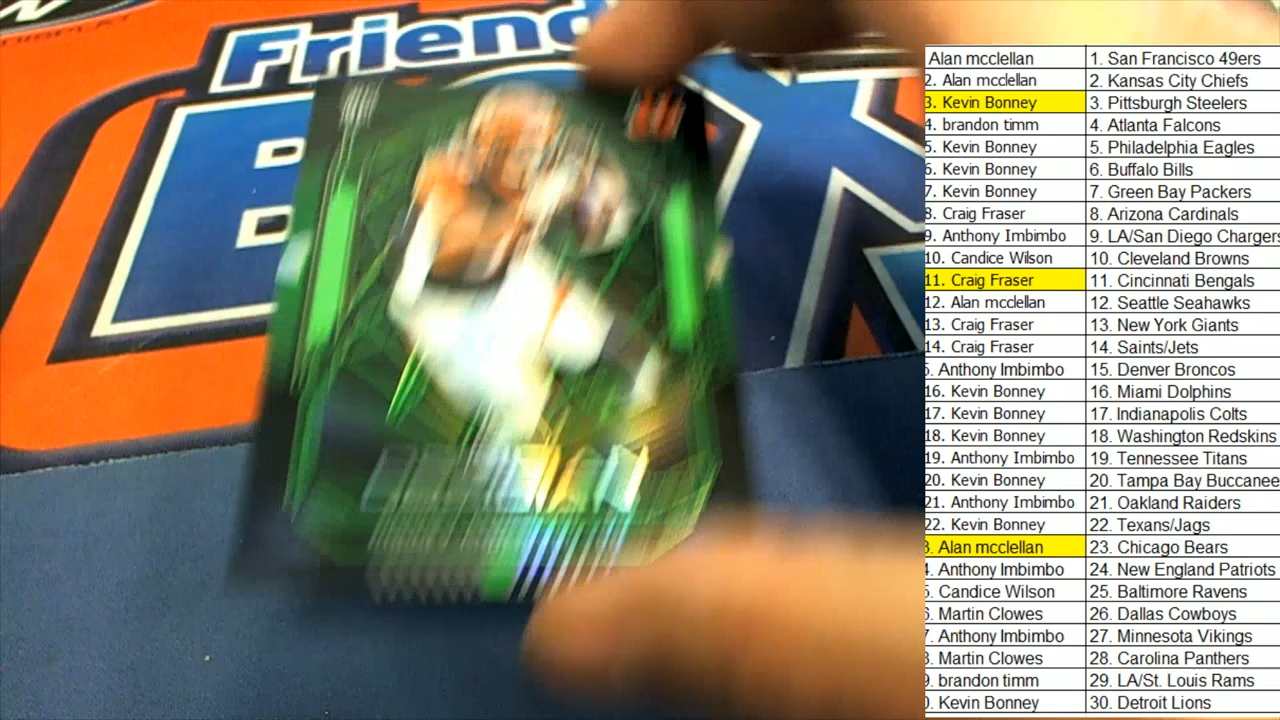 Friend
B
Alan mcclellan 1. San Francisco 49ers
2. Alan mcclellan 2. Kansas City Chiefs
3. Kevin Bonney 3. Pittsburgh Steelers
4. brandon timm 4. Atlanta Falcons
5. Kevin Bonney 5. Philadelphia Eagles
6. Kevin Bonney 6. Buffalo Bills
7. Kevin Bonney 7. Green Bay Packers
8. Craig Fraser 8. Arizona Cardinals
9. Anthony Imbimbo 9. LA/San Diego Chargers
10. Candice Wilson 10. Cleveland Browns
11. Craig Fraser 11. Cincinnati Bengals
12. Alan mcclellan 12. Seattle Seahawks
13. Craig Fraser 13. New York Giants
14. Craig Fraser 14. Saints/Jets
5. Anthony Imbimbo 15. Denver Broncos
16. Kevin Bonney 16. Miami Dolphins
17. Kevin Bonney 17. Indianapolis Colts
18. Kevin Bonney 18. Washington Redskins
19. Anthony Imbimbo 19. Tennessee Titans
20. Kevin Bonney 20. Tampa Bay Buccanee
21. Anthony Imbimbo 21. Oakland Raiders
22. Kevin Bonney 22. Texans/Jags
3. Alan mcclellan 23. Chicago Bears
4. Anthony Imbimbo 24. New England Patriots
5. Candice Wilson 25. Baltimore Ravens
6. Martin Clowes 26. Dallas Cowboys
7. Anthony Imbimbo 27. Minnesota Vikings
8. Martin Clowes 28. Carolina Panthers
9. brandon timm 29. LA/St. Louis Rams
0. Kevin Bonney 30. Detroit Lions